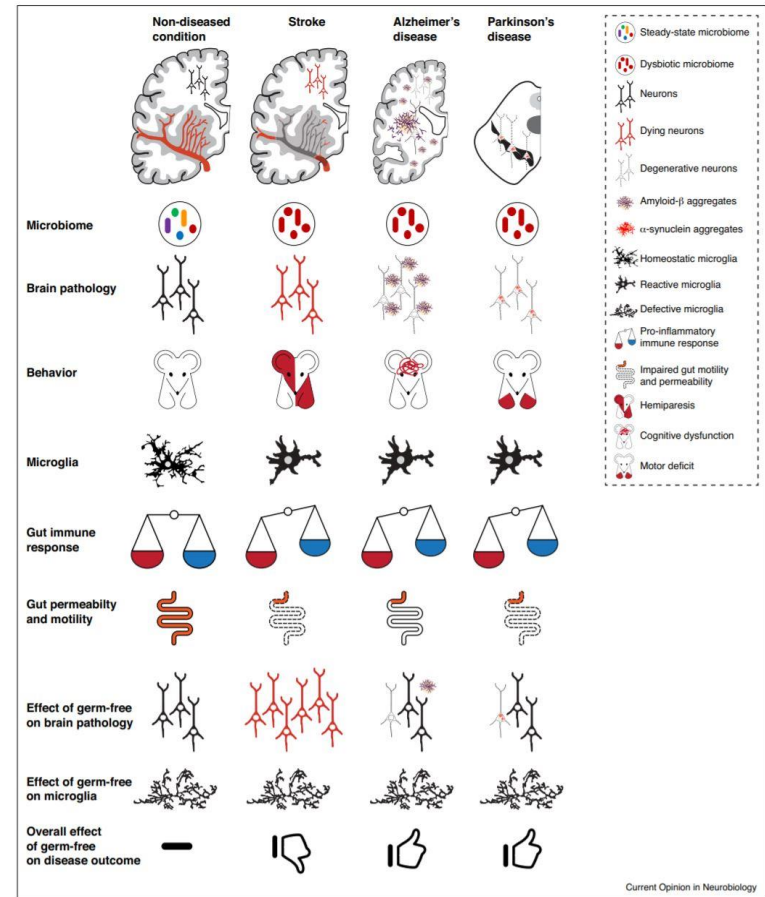 Non-diseased
condition
Stroke
Alzheimer's
disease
Parkinson's
disease
Microbiome
Brain pathology
Behavior
Microglia
Gut immune
response
Gut permeabilty
and motility
Effect of germ-free
on brain pathology
Effect of germ-free
on microglia
Overall effect
of germ-free
on disease outcome
Steady-state microbiome
Dysbiotic microbiome
Neurons
Dying neurons
Degenerative neurons
Amyloid-β aggregates
α-synuclein aggregates
Homeostatic microglia
Reactive microglia
Defective microglia
Pro-inflammatory
immune response
Impaired gut motility
and permeability
Hemiparesis
Cognitive dysfunction
Motor deficit
Current Opinion in Neurobiology